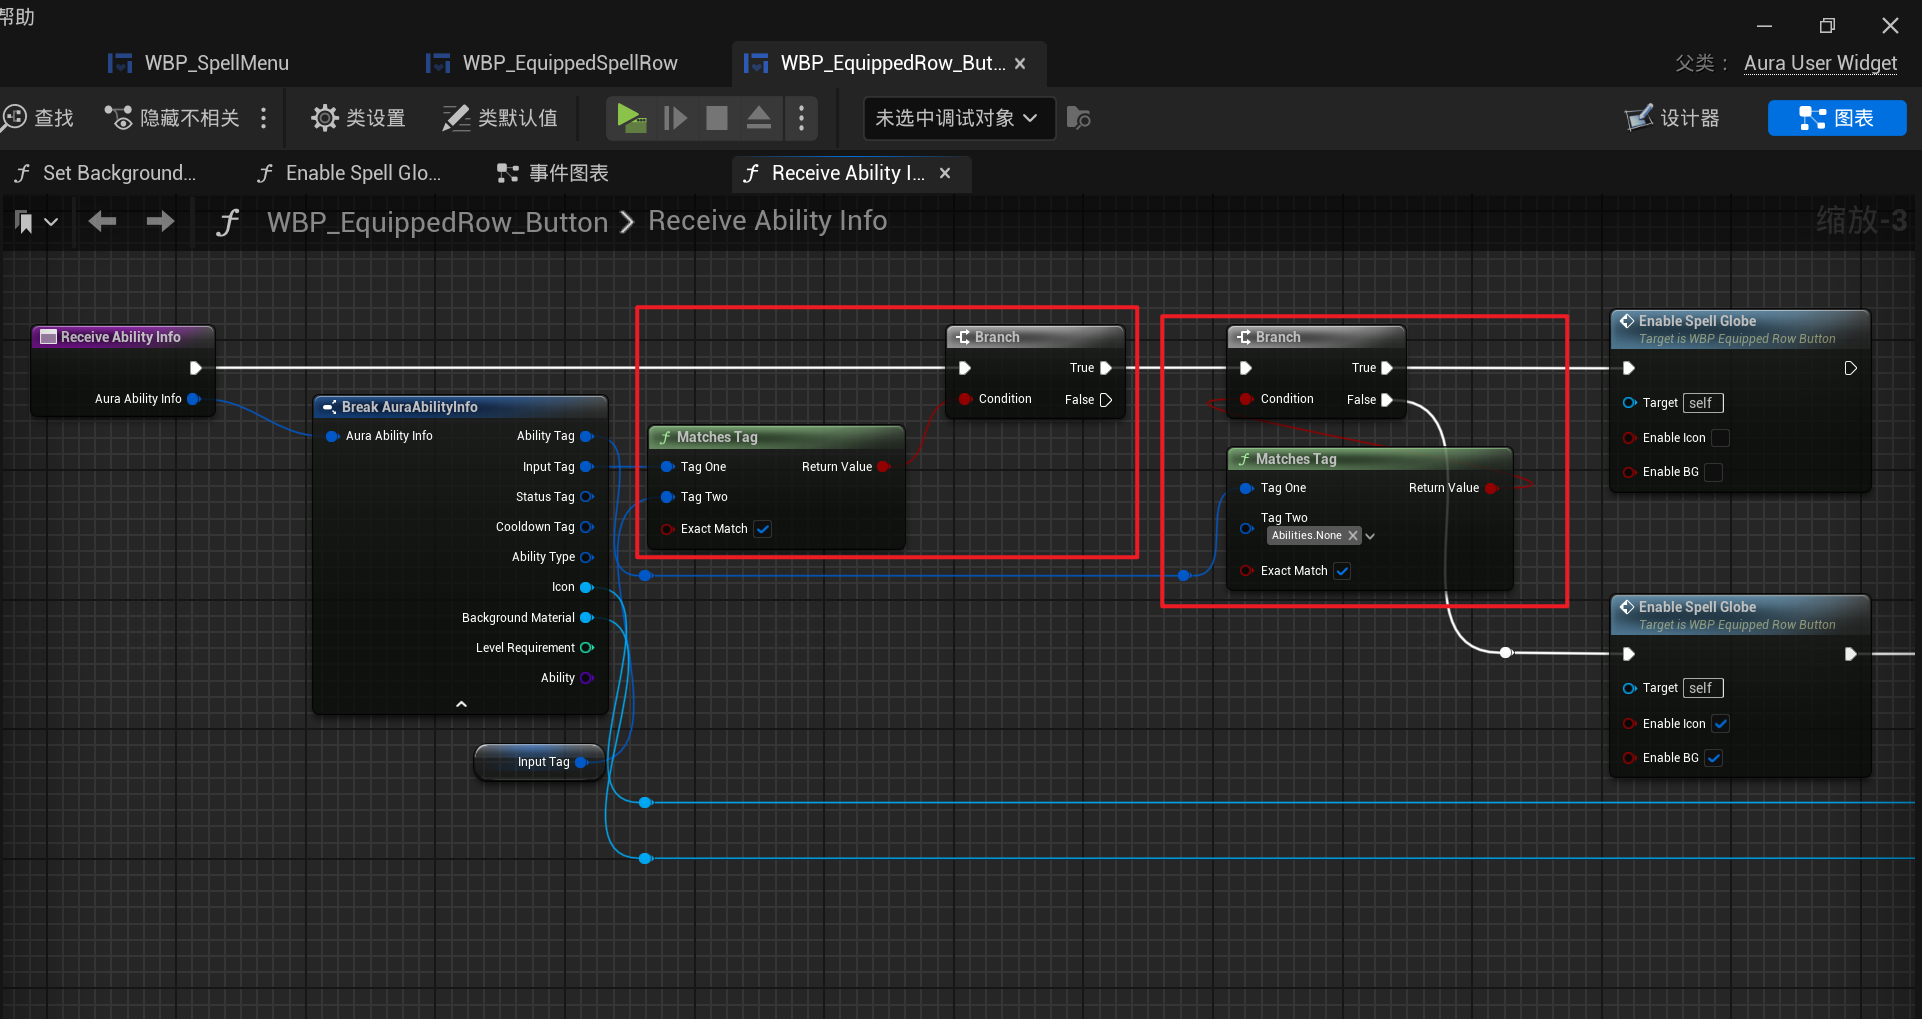 帮助
WBP_SpellMenu
WBP_EquippedSpellRow
WBP_EquippedRow_But...
父类：
Aura User Widget
查找
隐藏不相关
类设置
类默认值
未选中调试对象
设计器
图表
Set Background...
Enable Spell Glo...
事件图表
Receive Ability I...
WBP_EquippedRow_Button
Receive Ability Info
缩放-3
Receive Ability Info
Aura Ability Info
Break AuraAbilityInfo
Aura Ability Info
Ability Tag
Input Tag
Status Tag
Cooldown Tag
Ability Type
Icon
Background Material
Level Requirement
Ability
Input Tag
Matches Tag
Tag One
Return Value
Tag Two
Exact Match
Branch
True
Condition
False
Branch
True
Condition
False
Matches Tag
Tag One
Return Value
Tag Two
Abilities.None
Exact Match
Enable Spell Globe
Target is WBP Equipped Row Button
Target
self
Enable Icon
Enable BG
Enable Spell Globe
Target is WBP Equipped Row Button
Target
self
Enable Icon
Enable BG